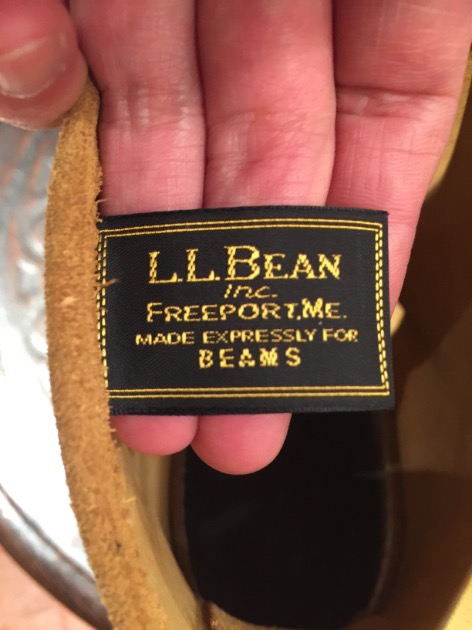 L.L.BEAN
Inc.
FREEPORT,ME.
MADE EXPRESSLY FOR
BEAMS